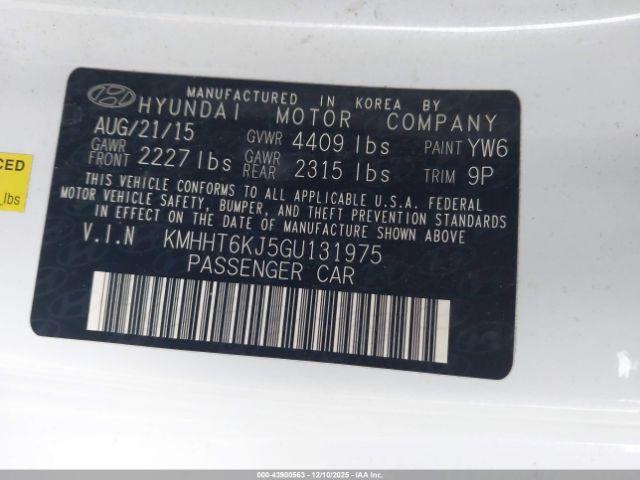 MANUFACTURED IN KOREA BY
HYUNDAI MOTOR COMPANY
AUG/21/15 GVWR 4409 lbs PAINT YW6
GAWR FRONT 2227 lbs GAWR REAR 2315 lbs TRIM 9P
THIS VEHICLE CONFORMS TO ALL APPLICABLE U.S.A. FEDERAL
MOTOR VEHICLE SAFETY, BUMPER, AND THEFT PREVENTION STANDARDS
IN EFFECT ON THE DATE OF MANUFACTURE SHOWN ABOVE.
V.I.N KMHHT6KJ5GU131975
PASSENGER CAR
CED
lbs
000-43900563 - 12/10/2025 - COPART